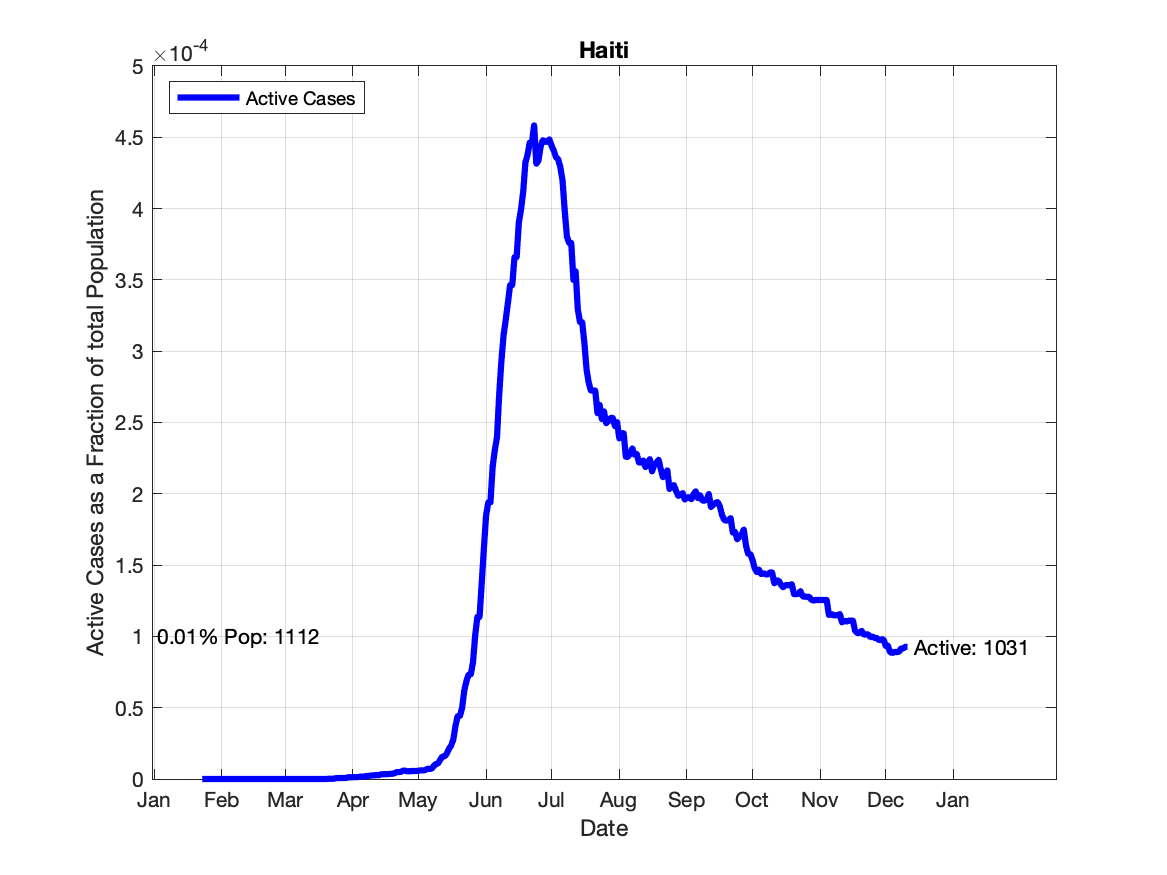 Haiti
×10-4
Active Cases
5
4.5
4
3.5
3
2.5
2
1.5
1
0.5
0
Active Cases as a Fraction of total Population
0.01% Pop: 1112
Active: 1031
Jan Feb Mar Apr May Jun Jul Aug Sep Oct Nov Dec Jan
Date